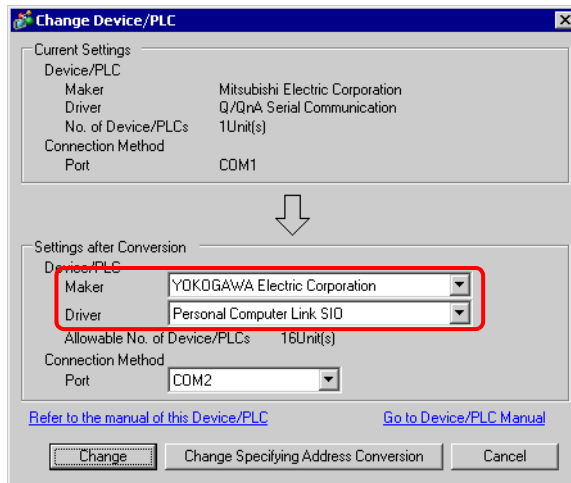 Change Device/PLC
Current Settings
Device/PLC
Maker Mitsubishi Electric Corporation
Driver Q/QnA Serial Communication
No. of Device/PLCs 1Unit(s)
Connection Method
Port COM1
Settings after Conversion
Device/PLC
Maker YOKOGAWA Electric Corporation
Driver Personal Computer Link SIO
Allowable No. of Device/PLCs 16Unit(s)
Connection Method
Port COM2
Refer to the manual of this Device/PLC Go to Device/PLC Manual
Change Change Specifying Address Conversion Cancel